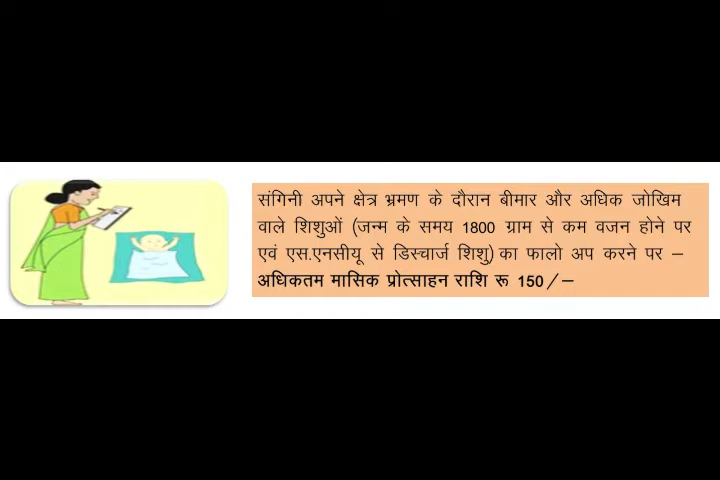 संगिनी अपने क्षेत्र भ्रमण के दौरान बीमार और अधिक जोखिम
वाले शिशुओं (जन्म के समय 1800 ग्राम से कम वजन होने पर
एवं एस.एनसीयू से डिस्चार्ज शिशु) का फालो अप करने पर –
अधिकतम मासिक प्रोत्साहन राशि रू 150/–